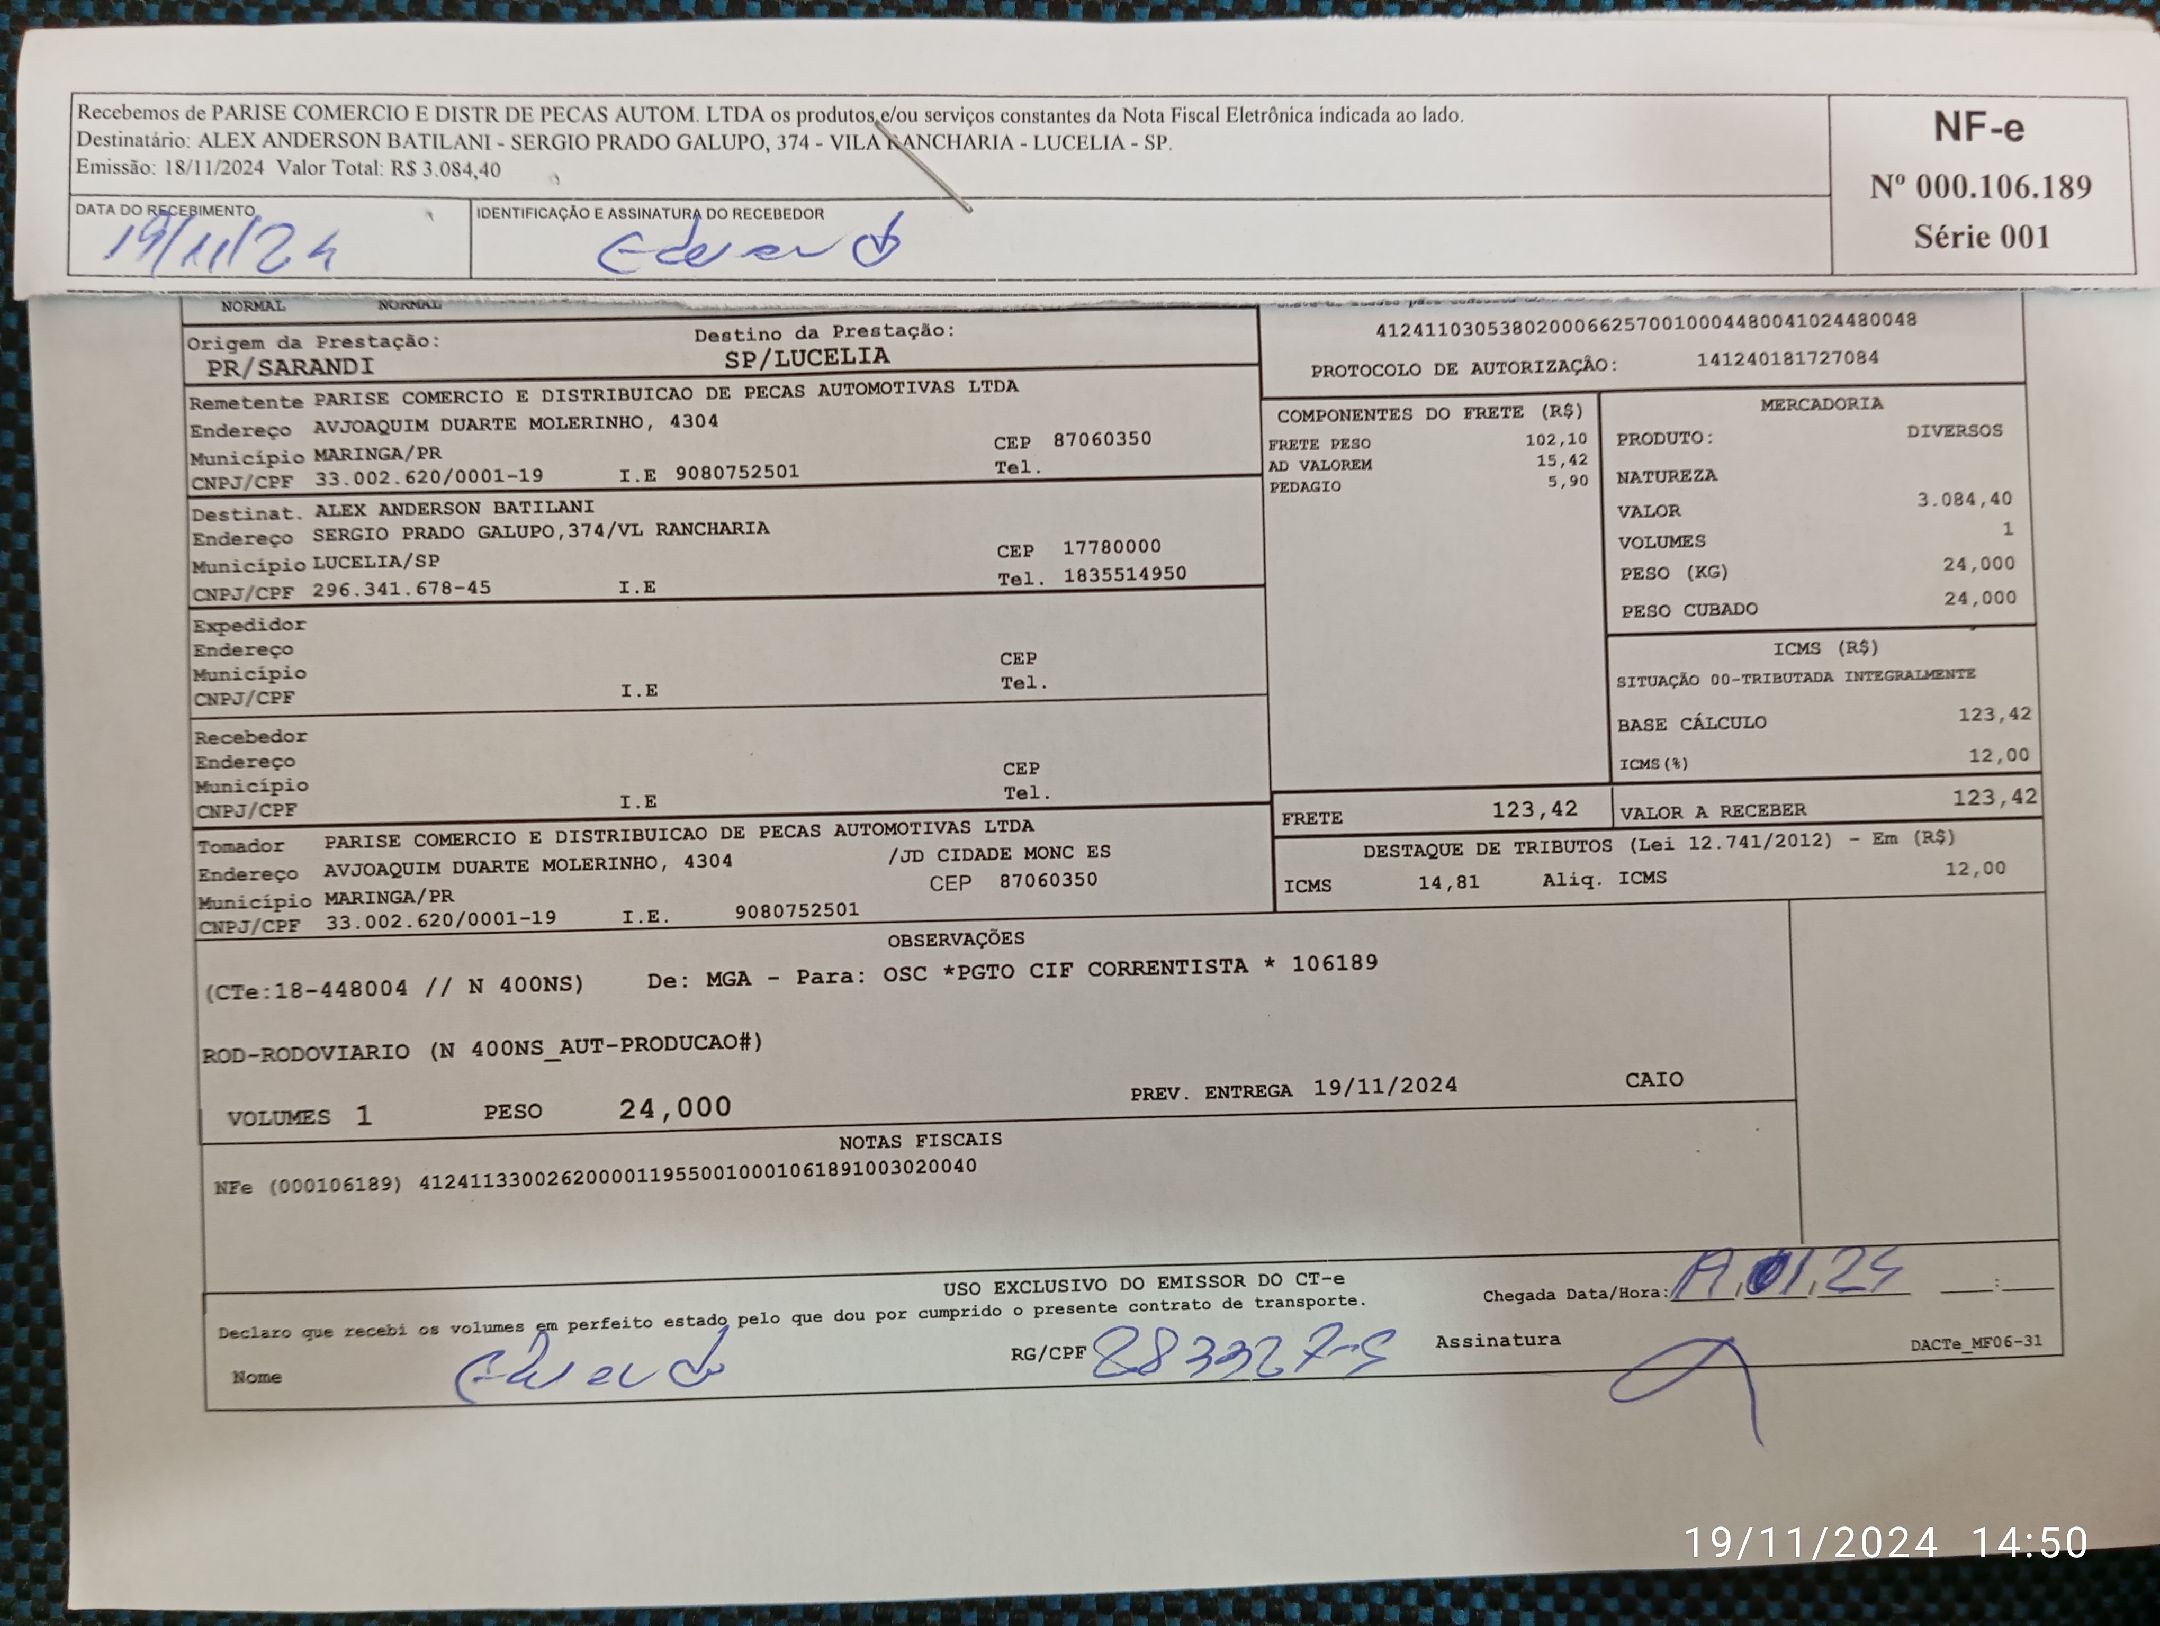 Recebemos de PARISE COMERCIO E DISTR DE PECAS AUTOM. LTDA os produtos e/ou serviços constantes da Nota Fiscal Eletrônica indicada ao lado.
Destinatário: ALEX ANDERSON BATILANI - SERGIO PRADO GALUPO, 374 - VILA RANCHARIA - LUCELIA - SP.
Emissão: 18/11/2024 Valor Total: R$ 3.084,40
NF-e
Nº 000.106.189
Série 001
DATA DO RECEBIMENTO
19/11/24
IDENTIFICAÇÃO E ASSINATURA DO RECEBEDOR
NORMAL NORMAL
Origem da Prestação: Destino da Prestação:
PR/SARANDI SP/LUCELIA
41241103053802000662570010004480041024480048
PROTOCOLO DE AUTORIZAÇÃO: 141240181727084
Remetente PARISE COMERCIO E DISTRIBUICAO DE PECAS AUTOMOTIVAS LTDA
Endereço AVJOAQUIM DUARTE MOLERINHO, 4304
Município MARINGA/PR CEP 87060350
CNPJ/CPF 33.002.620/0001-19 I.E 9080752501 Tel.
Destinat. ALEX ANDERSON BATILANI
Endereço SERGIO PRADO GALUPO,374/VL RANCHARIA
Município LUCELIA/SP CEP 17780000
CNPJ/CPF 296.341.678-45 I.E Tel. 1835514950
Expedidor
Endereço
Município CEP
CNPJ/CPF I.E Tel.
Recebedor
Endereço
Município CEP
CNPJ/CPF I.E Tel.
Tomador PARISE COMERCIO E DISTRIBUICAO DE PECAS AUTOMOTIVAS LTDA
Endereço AVJOAQUIM DUARTE MOLERINHO, 4304 /JD CIDADE MONC ES
Município MARINGA/PR CEP 87060350
CNPJ/CPF 33.002.620/0001-19 I.E. 9080752501
COMPONENTES DO FRETE (R$)
FRETE PESO 102,10
AD VALOREM 15,42
PEDAGIO 5,90
MERCADORIA
PRODUTO: DIVERSOS
NATUREZA
VALOR 3.084,40
VOLUMES 1
PESO (KG) 24,000
PESO CUBADO 24,000
ICMS (R$)
SITUAÇÃO 00-TRIBUTADA INTEGRALMENTE
BASE CÁLCULO 123,42
ICMS(%) 12,00
FRETE 123,42 VALOR A RECEBER 123,42
DESTAQUE DE TRIBUTOS (Lei 12.741/2012) - Em (R$)
ICMS 14,81 Aliq. ICMS 12,00
OBSERVAÇÕES
(CTe:18-448004 // N 400NS) De: MGA - Para: OSC *PGTO CIF CORRENTISTA * 106189
ROD-RODOVIARIO (N 400NS_AUT-PRODUCAO#)
VOLUMES 1 PESO 24,000 PREV. ENTREGA 19/11/2024 CAIO
NOTAS FISCAIS
NFe (000106189) 41241133002620000119550010001061891003020040
USO EXCLUSIVO DO EMISSOR DO CT-e
Declaro que recebi os volumes em perfeito estado pelo que dou por cumprido o presente contrato de transporte.
Chegada Data/Hora:
Nome RG/CPF Assinatura DACTe_MF06-31
19/11/2024 14:50